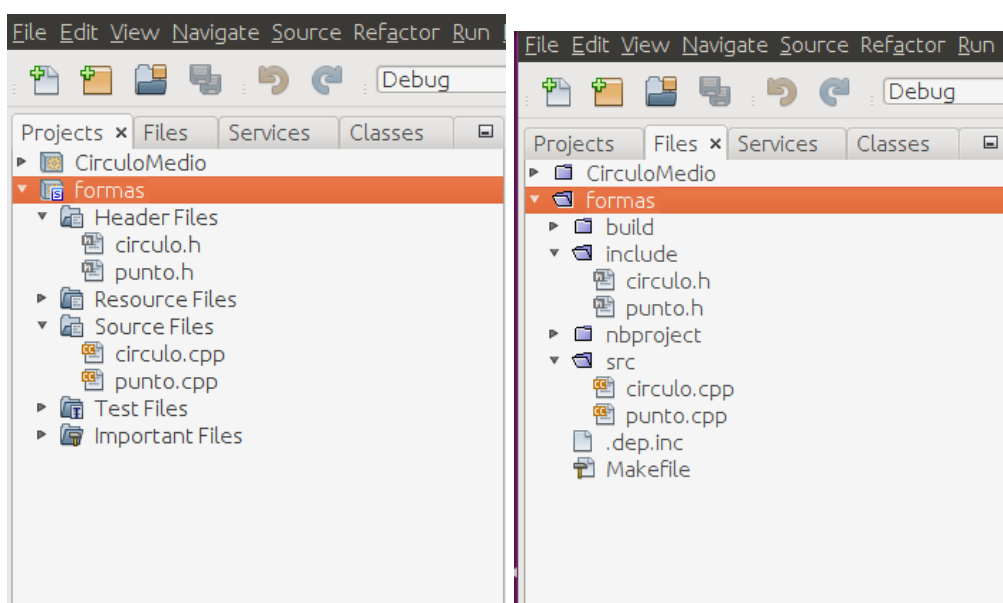 File Edit View Navigate Source Refactor Run
Debug
Projects Files Services Classes
CirculoMedio
formas
Header Files
circulo.h
punto.h
Resource Files
Source Files
circulo.cpp
punto.cpp
Test Files
Important Files
File Edit View Navigate Source Refactor Run
Debug
Projects Files Services Classes
CirculoMedio
formas
build
include
circulo.h
punto.h
nbproject
src
circulo.cpp
punto.cpp
.dep.inc
Makefile